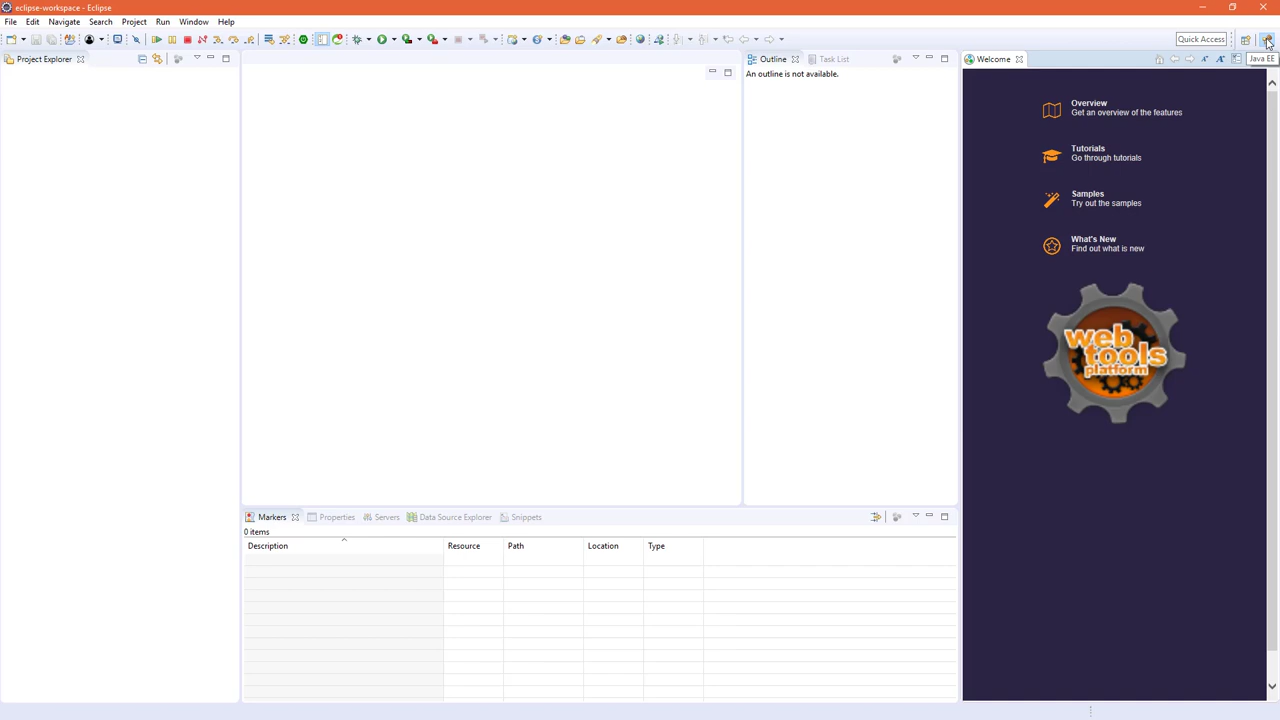 eclipse-workspace - Eclipse
File Edit Navigate Search Project Run Window Help
Quick Access
Java EE
Project Explorer
Outline Task List
An outline is not available.
Welcome
Overview
Get an overview of the features
Tutorials
Go through tutorials
Samples
Try out the samples
What's New
Find out what is new
web
tools
platform
Markers Properties Servers Data Source Explorer Snippets
0 items
Description Resource Path Location Type